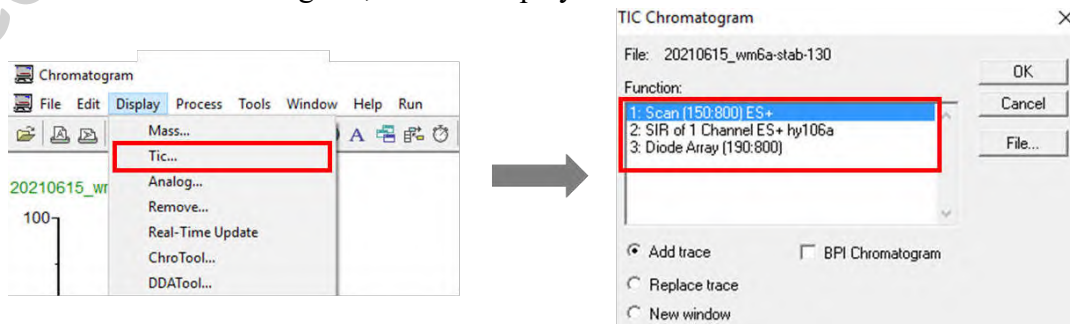 Chromatogram
File Edit Display Process Tools Window Help Run
Mass...
Tic...
Analog...
Remove...
Real-Time Update
ChroTool...
DDATool...
20210615_wr
100
TIC Chromatogram
File: 20210615_wm6a-stab-130
Function:
1: Scan (150:800) ES+
2: SIR of 1 Channel ES+ hy106a
3: Diode Array (190:800)
OK
Cancel
File...
Add trace
BPI Chromatogram
Replace trace
New window